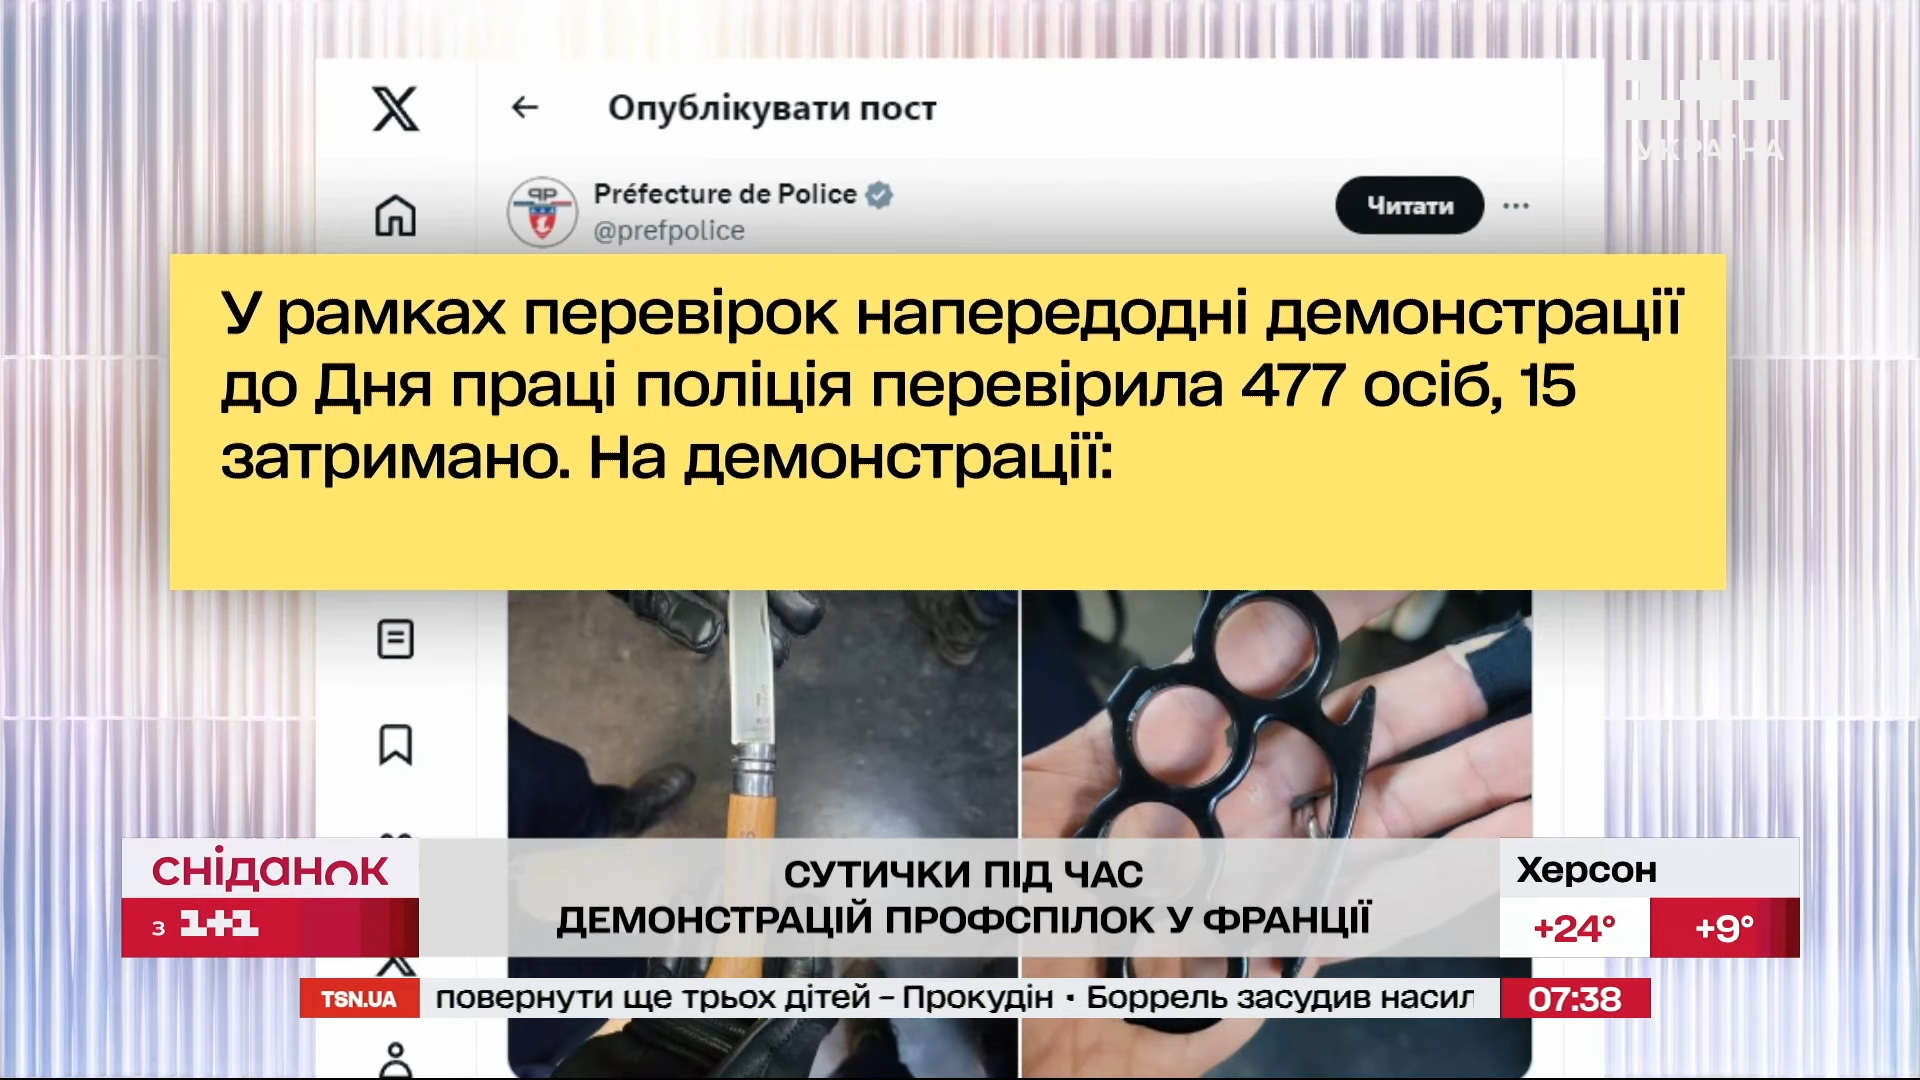 Опублікувати пост
1+1
УКРАЇНА
Préfecture de Police
@prefpolice
Читати
У рамках перевірок напередодні демонстрації
до Дня праці поліція перевірила 477 осіб, 15
затримано. На демонстрації:
СНІДАНОК
з 1+1
СУТИЧКИ ПІД ЧАС
ДЕМОНСТРАЦІЙ ПРОФСПІЛОК У ФРАНЦІЇ
Херсон
+24° +9°
TSN.UA
повернути ще трьох дітей – Прокудін • Боррель засудив насил
07:38